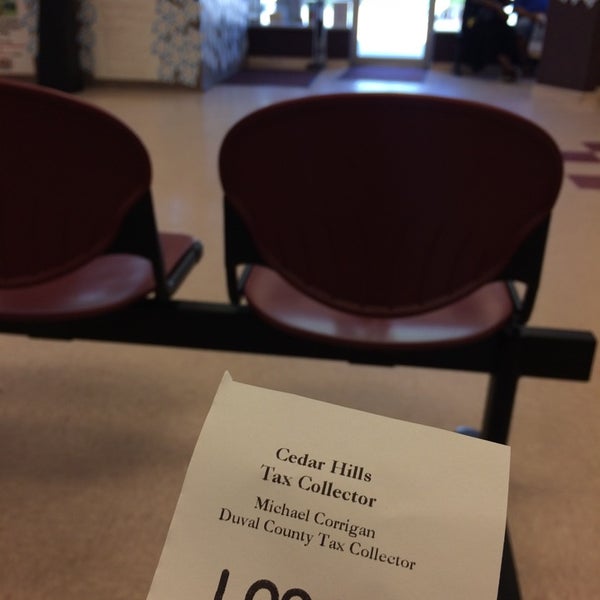 Cedar Hills
Tax Collector
Michael Corrigan
Duval County Tax Collector